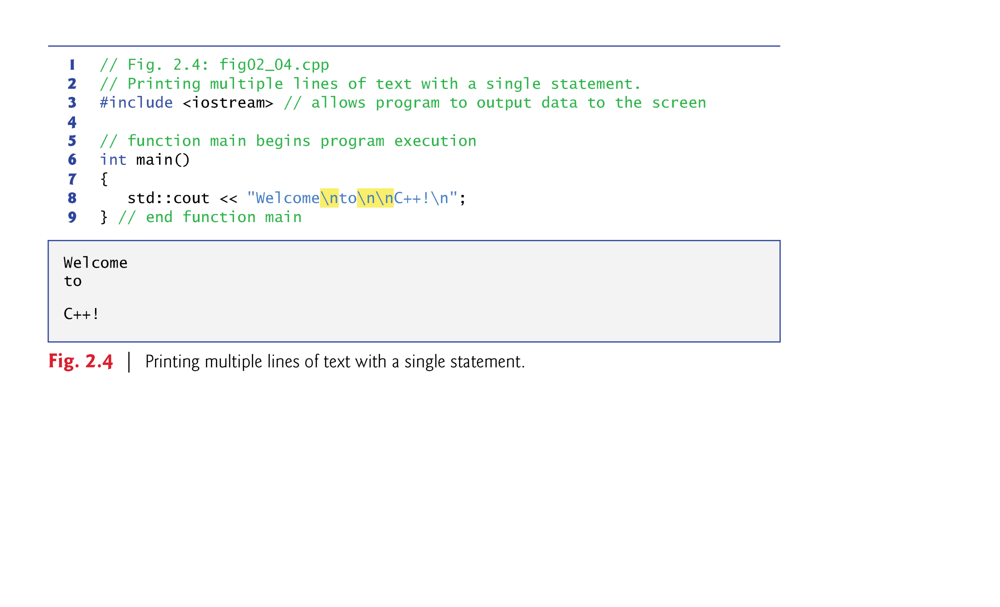 1 // Fig. 2.4: fig02_04.cpp
2 // Printing multiple lines of text with a single statement.
3 #include <iostream> // allows program to output data to the screen
4
5 // function main begins program execution
6 int main()
7 {
8    std::cout << "Welcome\nto\n\nC++!\n";
9 } // end function main
Welcome
to
C++!
Fig. 2.4 | Printing multiple lines of text with a single statement.